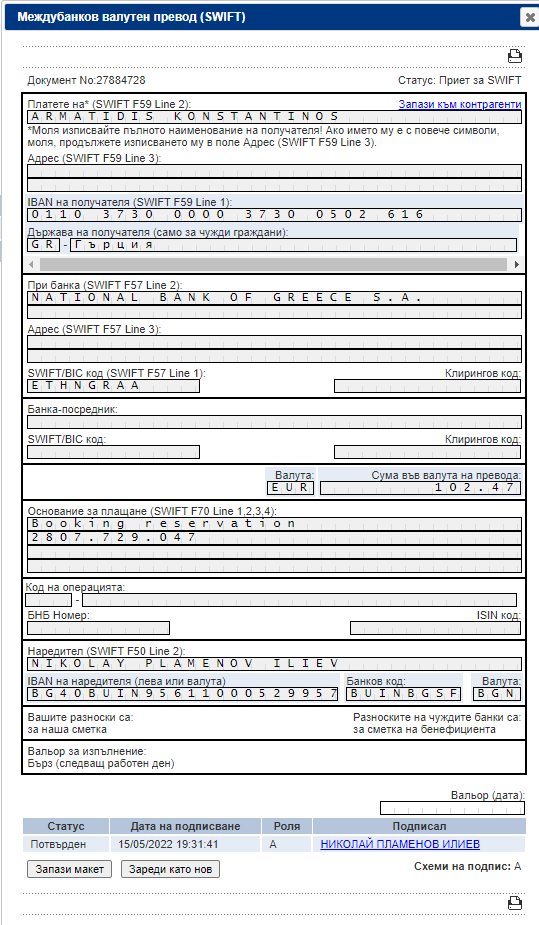 Междубанков валутен превод (SWIFT)
Документ No:27884728 Статус: Приет за SWIFT
Платете на* (SWIFT F59 Line 2): Запази към контрагенти
ARMATIDIS KONSTANTINOS
*Моля изписвайте пълното наименование на получателя! Ако името му е с повече символи,
моля, продължете изписването му в поле Адрес (SWIFT F59 Line 3).
Адрес (SWIFT F59 Line 3):
IBAN на получателя (SWIFT F59 Line 1):
0110 3730 0000 3730 0502 616
Държава на получателя (само за чужди граждани):
GR - Гърция
При банка (SWIFT F57 Line 2):
NATIONAL BANK OF GREECE S.A.
Адрес (SWIFT F57 Line 3):
SWIFT/BIC код (SWIFT F57 Line 1): Клирингов код:
ETHNGRAA
Банка-посредник:
SWIFT/BIC код: Клирингов код:
Валута: Сума във валута на превода:
EUR 102.47
Основание за плащане (SWIFT F70 Line 1,2,3,4):
Booking reservation
2807.729.047
Код на операцията:
-
БНБ Номер: ISIN код:
Наредител (SWIFT F50 Line 2):
NIKOLAY PLAMENOV ILIEV
IBAN на наредителя (лева или валута) Банков код: Валута:
BG40BUIN95611000529957 BUINBGSF BGN
Вашите разноски са: Разноските на чуждите банки са:
за наша сметка за сметка на бенефициента
Вальор за изпълнение:
Бърз (следващ работен ден)
Вальор (дата):
Статус Дата на подписване Роля Подписал
Потвърден 15/05/2022 19:31:41 А НИКОЛАЙ ПЛАМЕНОВ ИЛИЕВ
Запази макет Зареди като нов Схеми на подпис: А